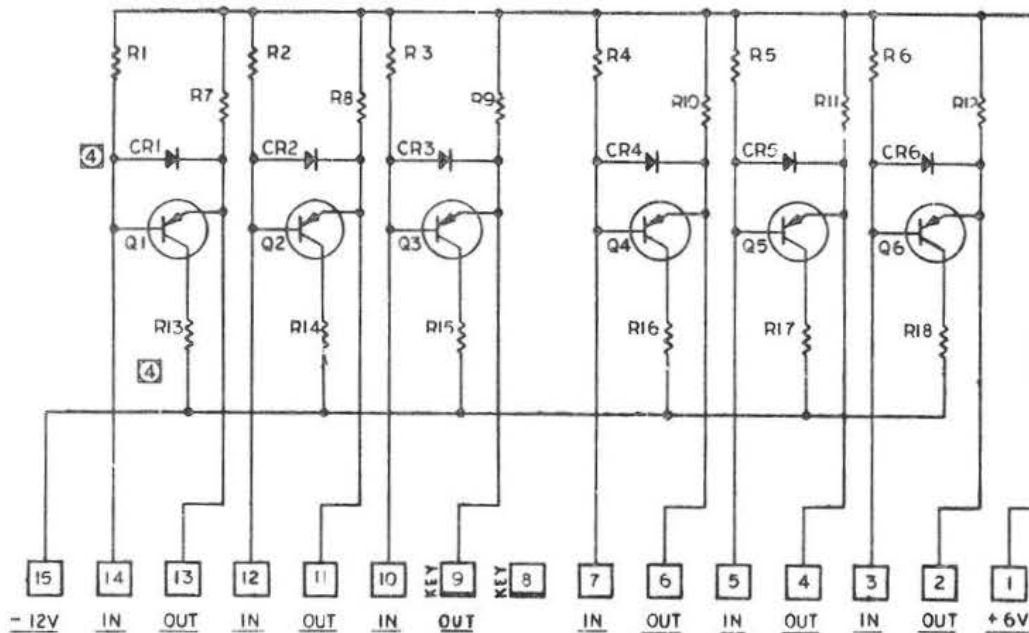 R1 R2 R3 R4 R5 R6
R7 R8 R9 R10 R11 R12
4 CR1 CR2 CR3 CR4 CR5 CR6
Q1 Q2 Q3 Q4 Q5 Q6
R13 R14 R15 R16 R17 R18
4
15 14 13 12 11 10 KEY 9 KEY 8 7 6 5 4 3 2 1
-12V IN OUT IN OUT IN OUT IN OUT IN OUT IN OUT +6V